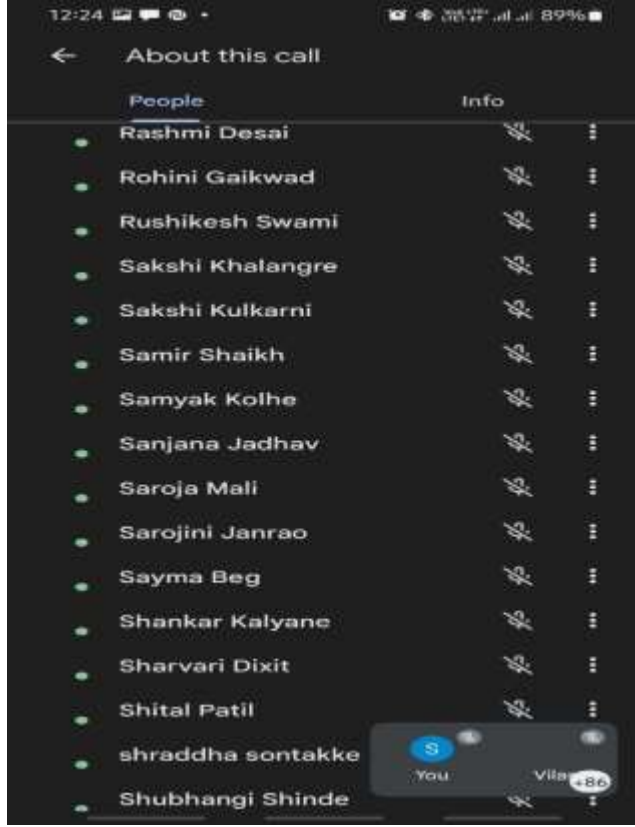 12:24 89%
About this call
People Info
Rashmi Desai
Rohini Gaikwad
Rushikesh Swami
Sakshi Khalangre
Sakshi Kulkarni
Samir Shaikh
Samyak Kolhe
Sanjana Jadhav
Saroja Mali
Sarojini Janrao
Sayma Beg
Shankar Kalyane
Sharvari Dixit
Shital Patil
shraddha sontakke
S
You Vila +86
Shubhangi Shinde